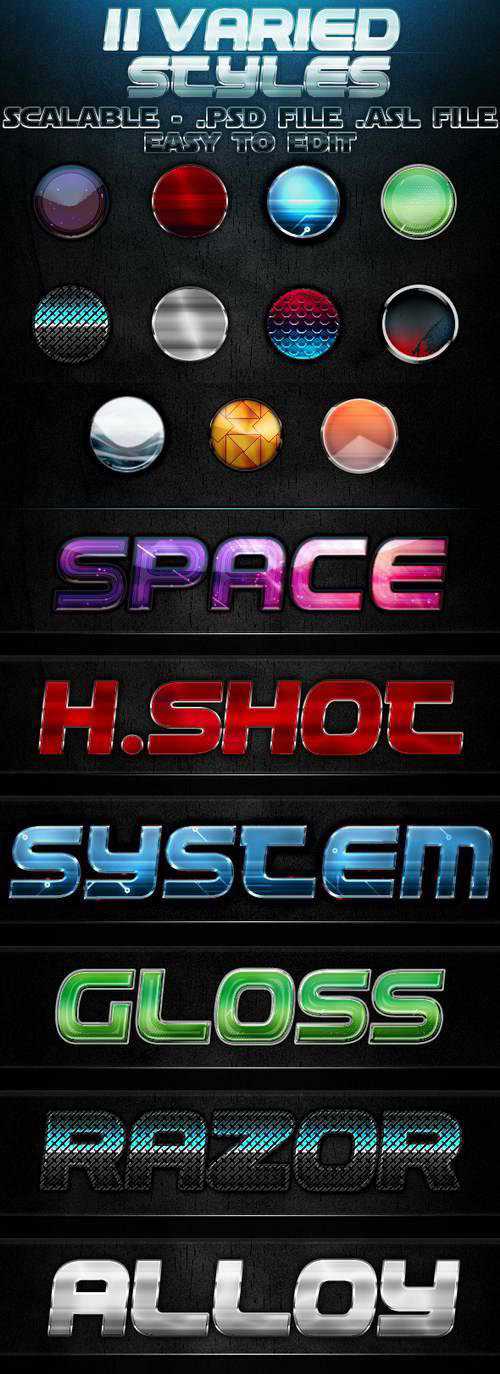 11 VARIED
STYLES
SCALABLE - .PSD FILE .ASL FILE
EASY TO EDIT
SPACE
H.SHOT
SYSTEM
GLOSS
RAZOR
ALLOY